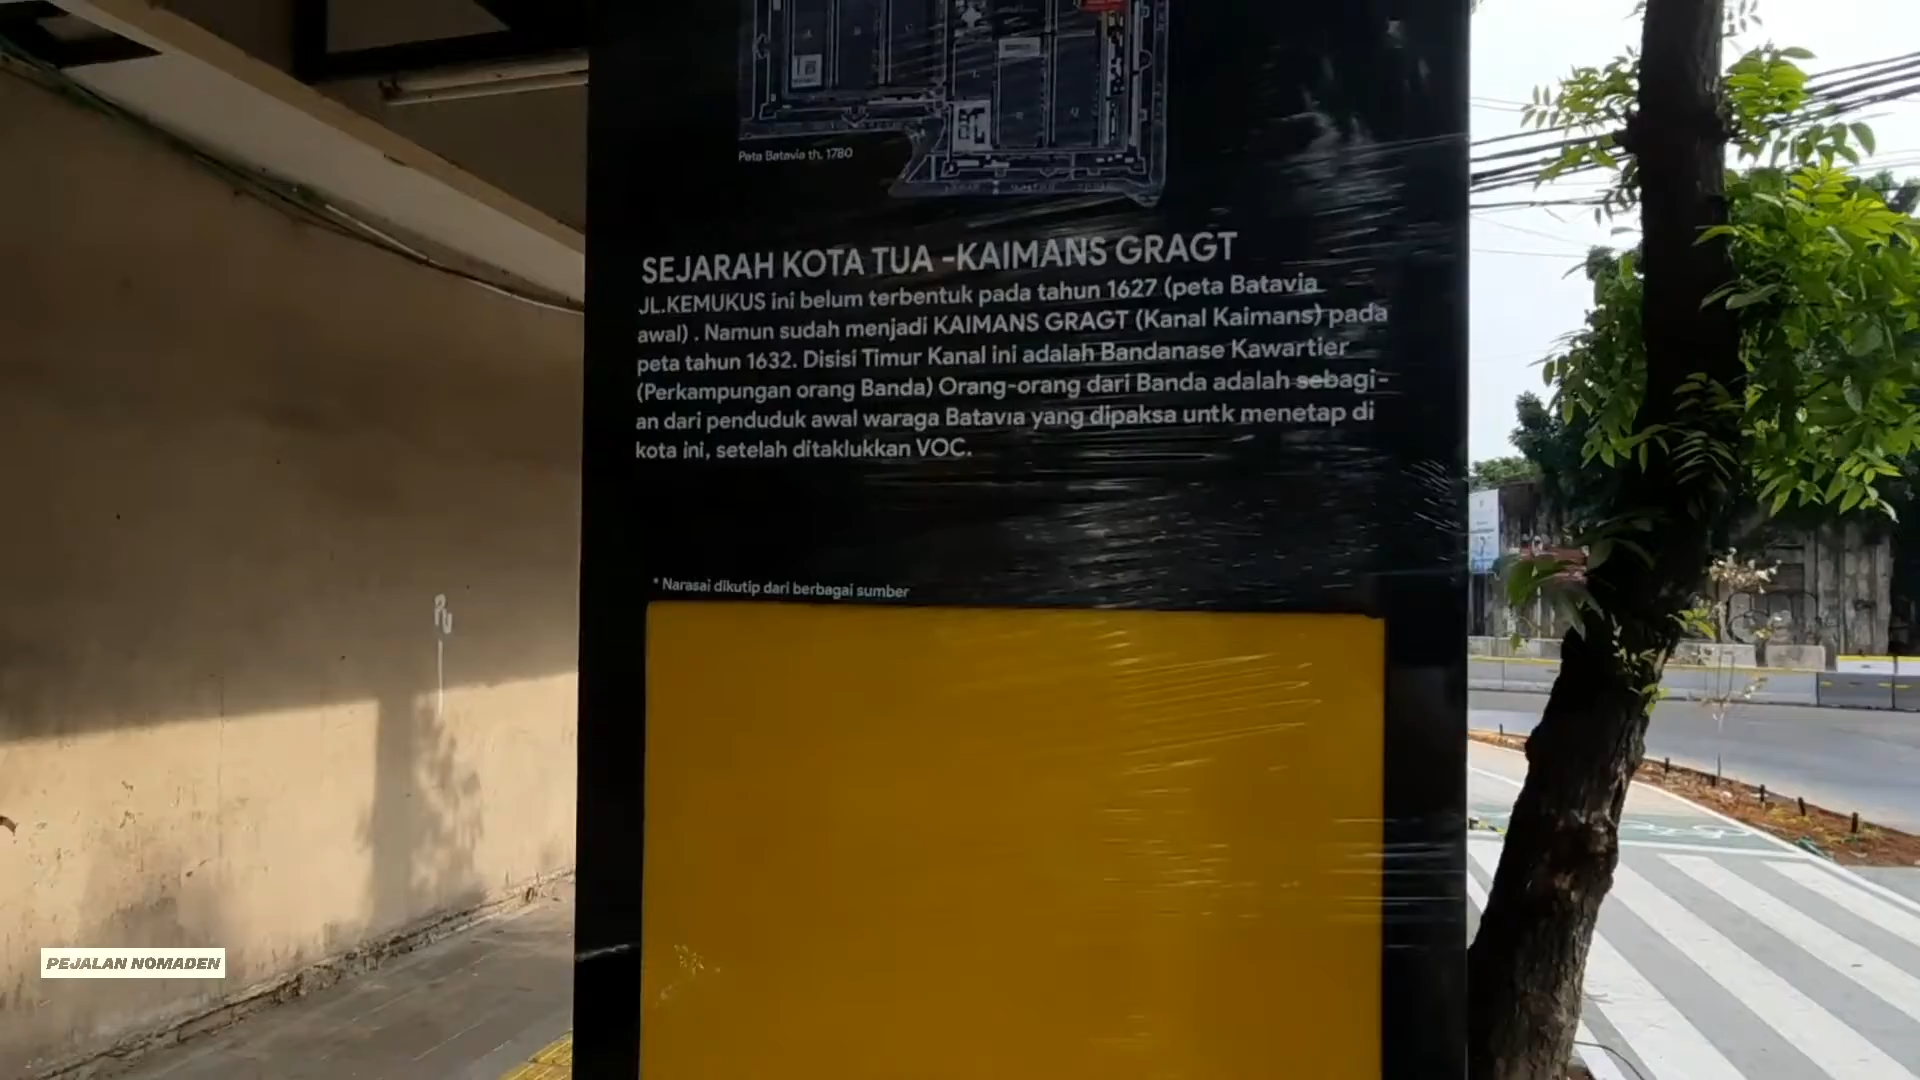 Peta Batavia th. 1780
SEJARAH KOTA TUA -KAIMANS GRAGT
JL.KEMUKUS ini belum terbentuk pada tahun 1627 (peta Batavia
awal) . Namun sudah menjadi KAIMANS GRAGT (Kanal Kaimans) pada
peta tahun 1632. Disisi Timur Kanal ini adalah Bandanase Kawartier
(Perkampungan orang Banda) Orang-orang dari Banda adalah sebagi-
an dari penduduk awal waraga Batavia yang dipaksa untk menetap di
kota ini, setelah ditaklukkan VOC.
* Narasai dikutip dari berbagai sumber
PEJALAN NOMADEN